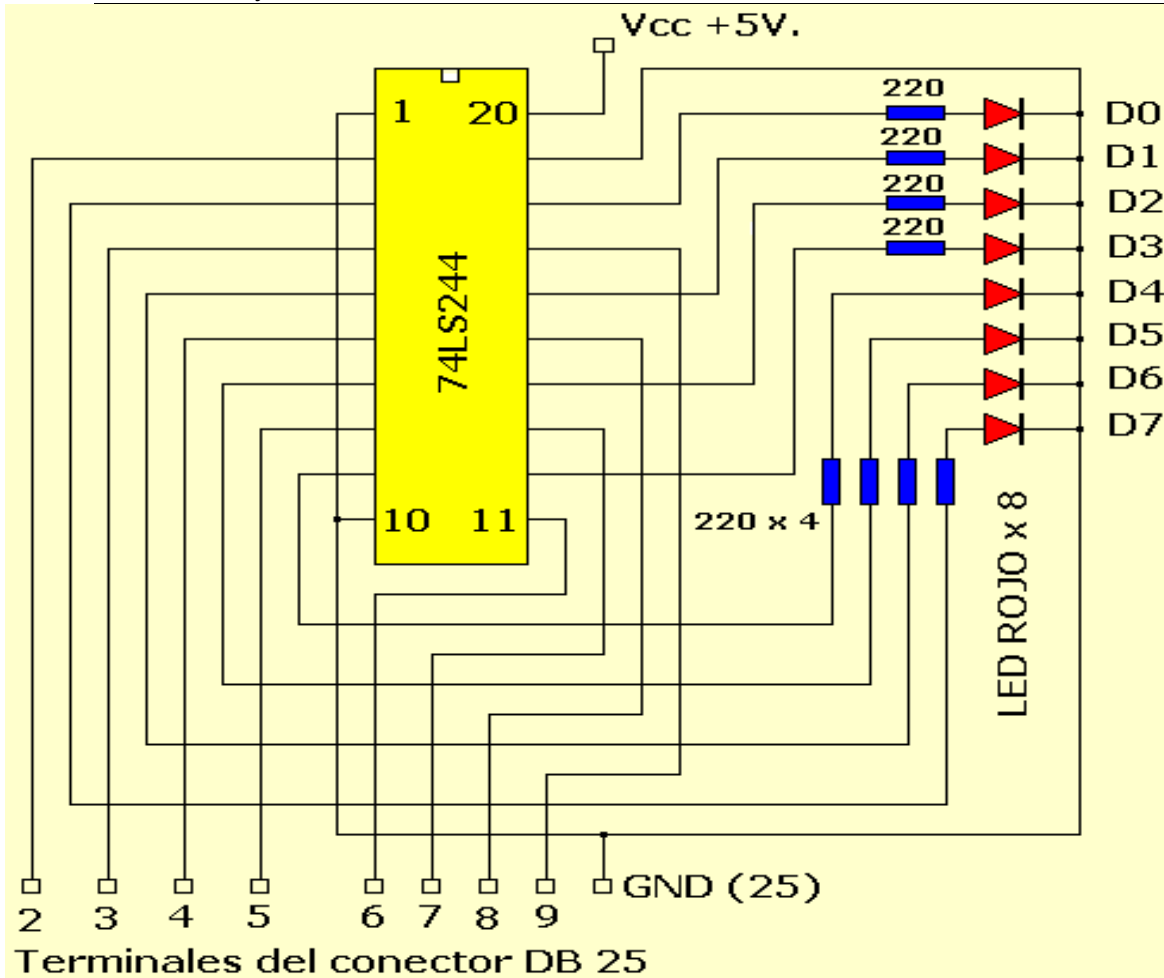 Vcc +5V.
1 20
220
D0
220
D1
220
D2
220
D3
D4
D5
D6
D7
74LS244
10 11
220 x 4
LED ROJO x 8
GND (25)
2 3 4 5 6 7 8 9
Terminales del conector DB 25